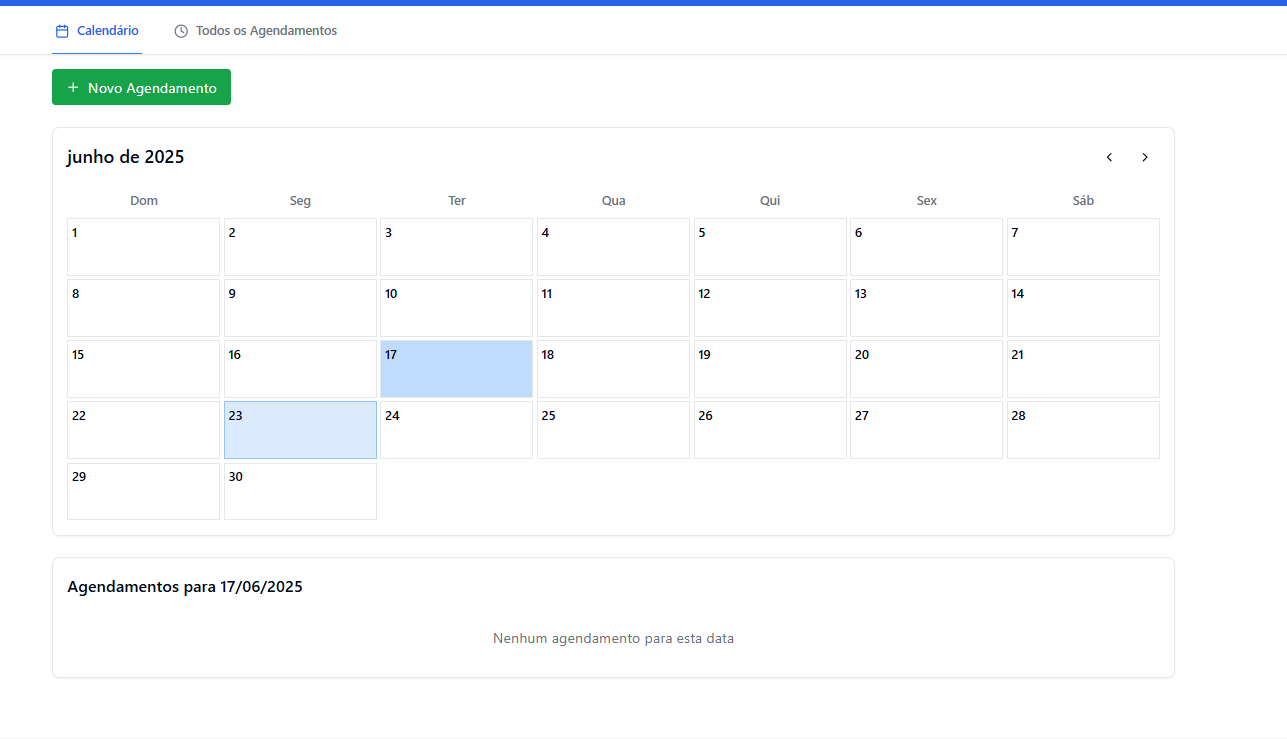 Calendário Todos os Agendamentos
+ Novo Agendamento
junho de 2025
Dom Seg Ter Qua Qui Sex Sáb
1 2 3 4 5 6 7
8 9 10 11 12 13 14
15 16 17 18 19 20 21
22 23 24 25 26 27 28
29 30
Agendamentos para 17/06/2025
Nenhum agendamento para esta data